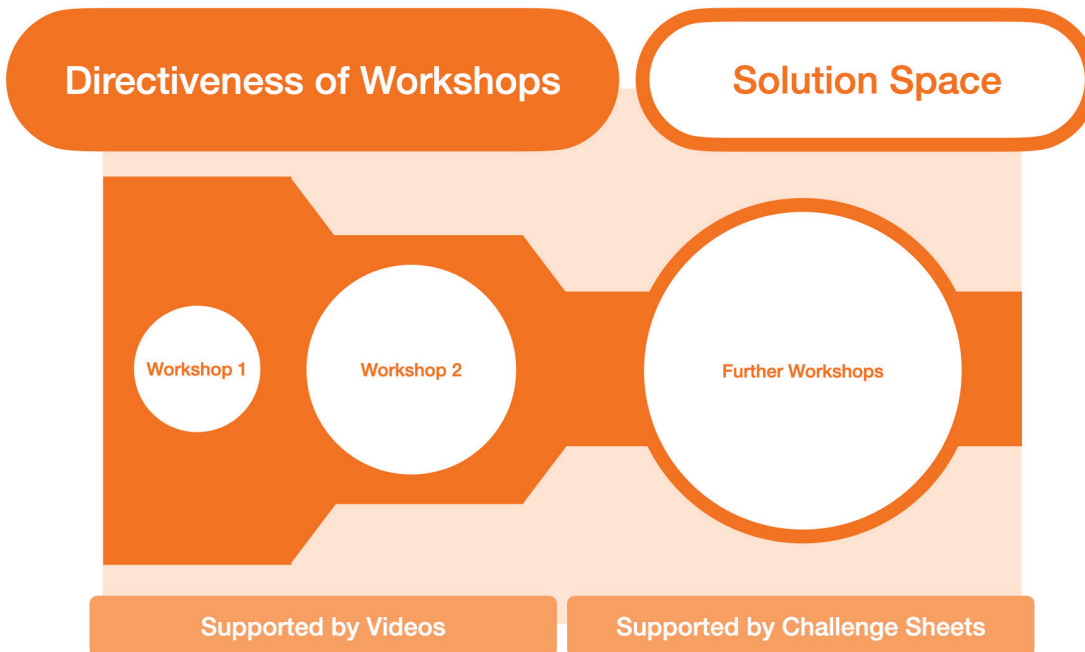 Directiveness of Workshops
Solution Space
Workshop 1
Workshop 2
Further Workshops
Supported by Videos
Supported by Challenge Sheets